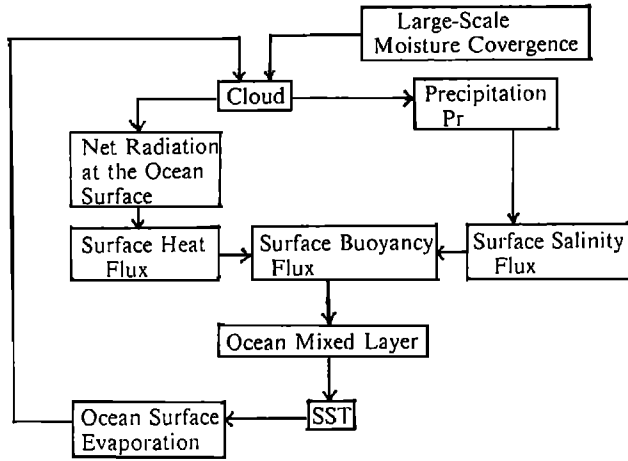 Large-Scale
Moisture Covergence
Cloud
Precipitation
Pr
Net Radiation
at the Ocean
Surface
Surface Heat
Flux
Surface Buoyancy
Flux
Surface Salinity
Flux
Ocean Mixed Layer
SST
Ocean Surface
Evaporation